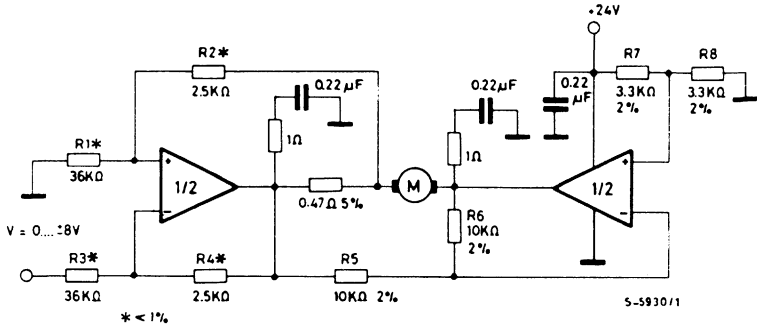 +24V
R2*
2.5KΩ
0.22µF
0.22µF
0.22
µF
R7
3.3KΩ
2%
R8
3.3KΩ
2%
R1*
36KΩ
+
1/2
−
1Ω
0.47Ω 5%
M
1Ω
+
1/2
−
R6
10KΩ
2%
V = 0....±8V
R3*
36KΩ
R4*
2.5KΩ
R5
10KΩ 2%
* < 1%
S-5930/1